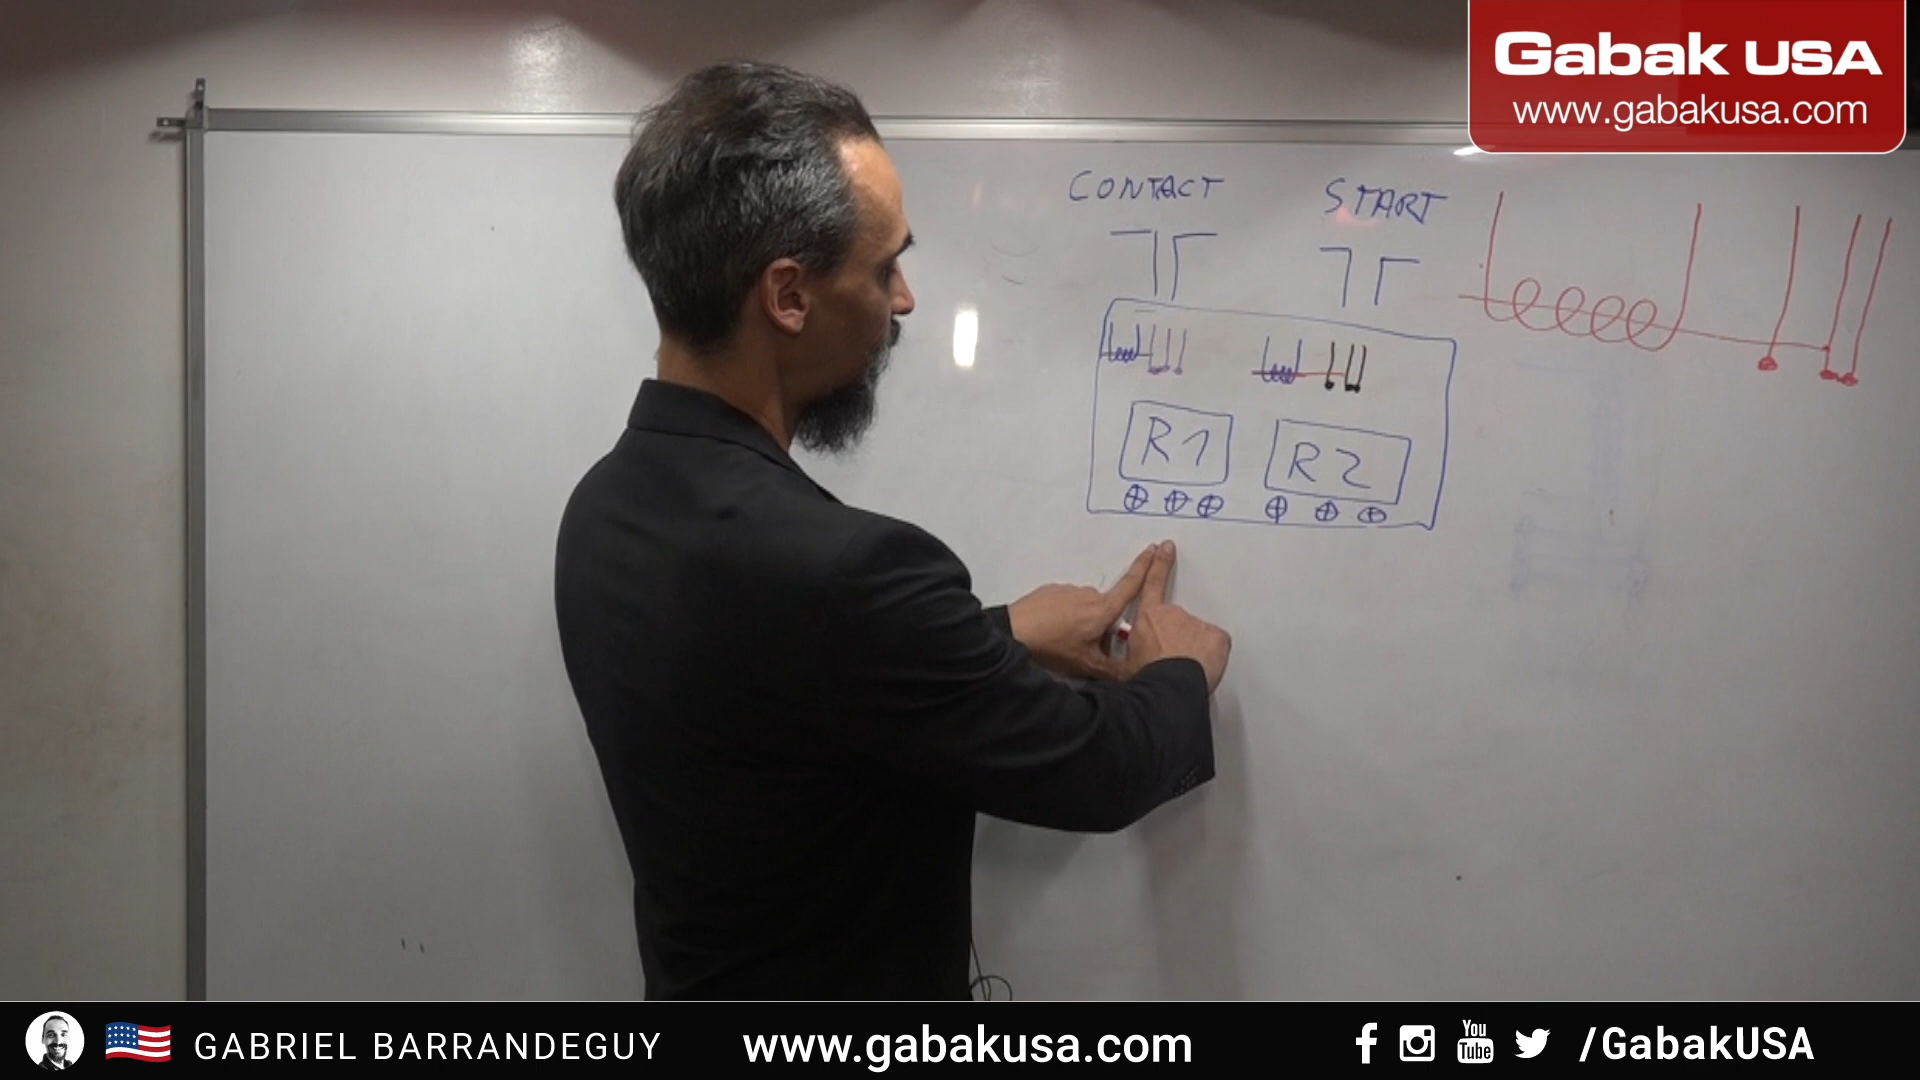 Gabak USA
www.gabakusa.com
CONTACT
START
R1
R2
GABRIEL BARRANDEGUY
www.gabakusa.com
You
Tube
/GabakUSA